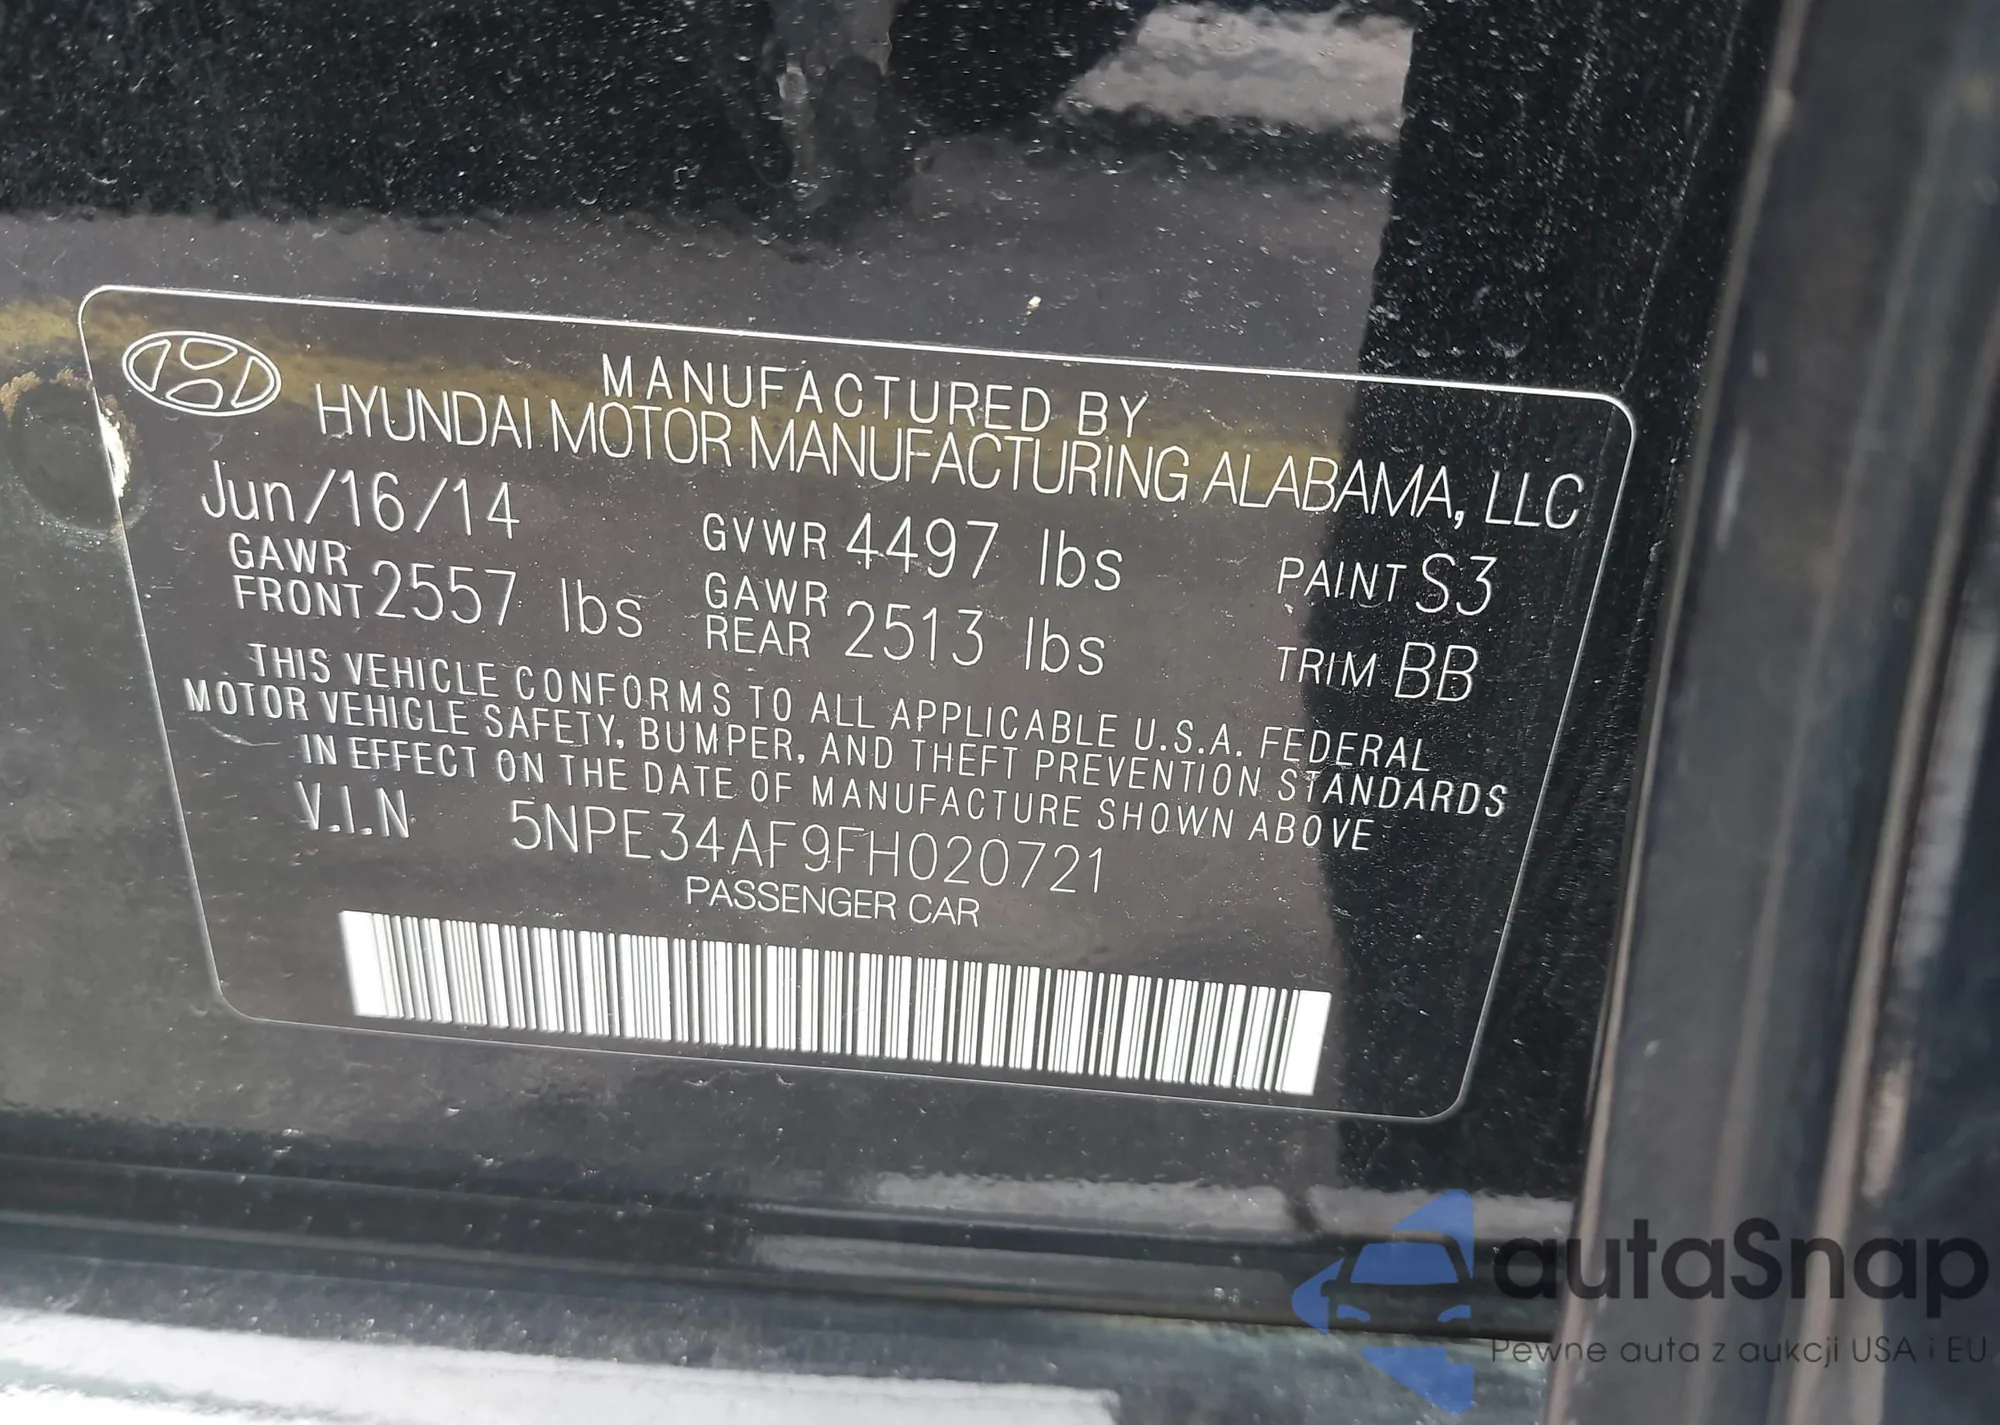 MANUFACTURED BY
HYUNDAI MOTOR MANUFACTURING ALABAMA, LLC
Jun/16/14 GVWR 4497 lbs PAINT S3
GAWR FRONT 2557 lbs GAWR REAR 2513 lbs TRIM BB
THIS VEHICLE CONFORMS TO ALL APPLICABLE U.S.A. FEDERAL
MOTOR VEHICLE SAFETY, BUMPER, AND THEFT PREVENTION STANDARDS
IN EFFECT ON THE DATE OF MANUFACTURE SHOWN ABOVE
V.I.N 5NPE34AF9FH020721
PASSENGER CAR
autaSnap
Pewne auta z aukcji USA i EU